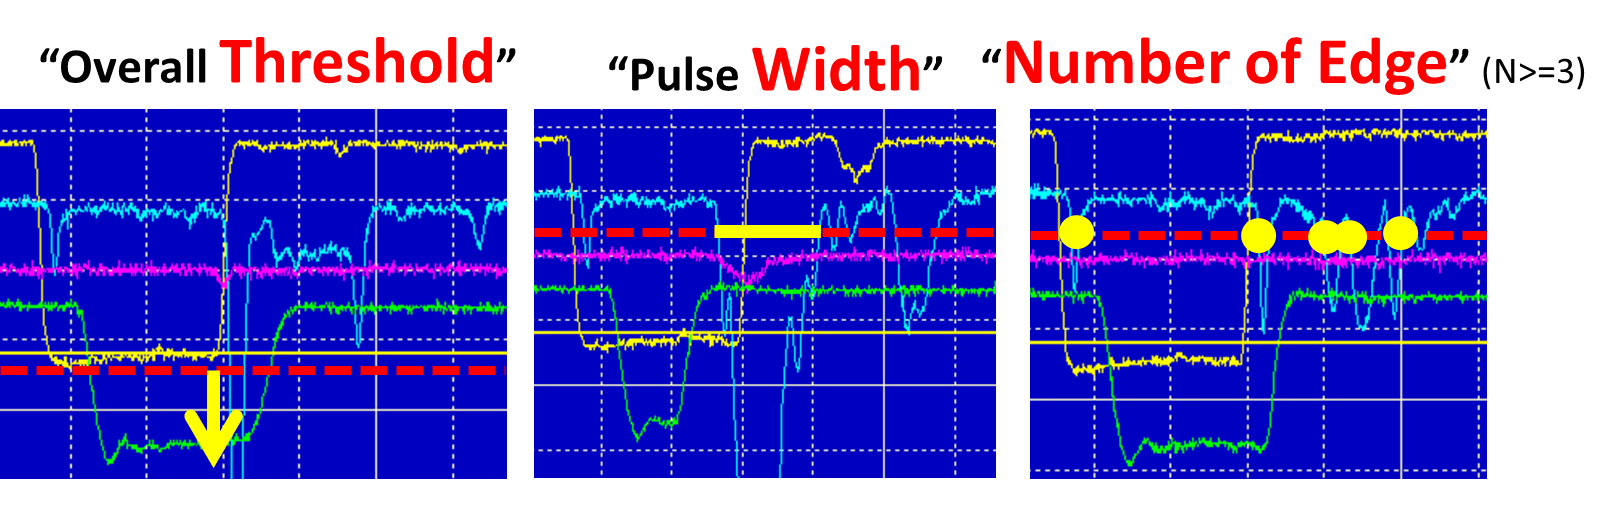 “Overall Threshold”
“Pulse Width”
“Number of Edge” (N>=3)